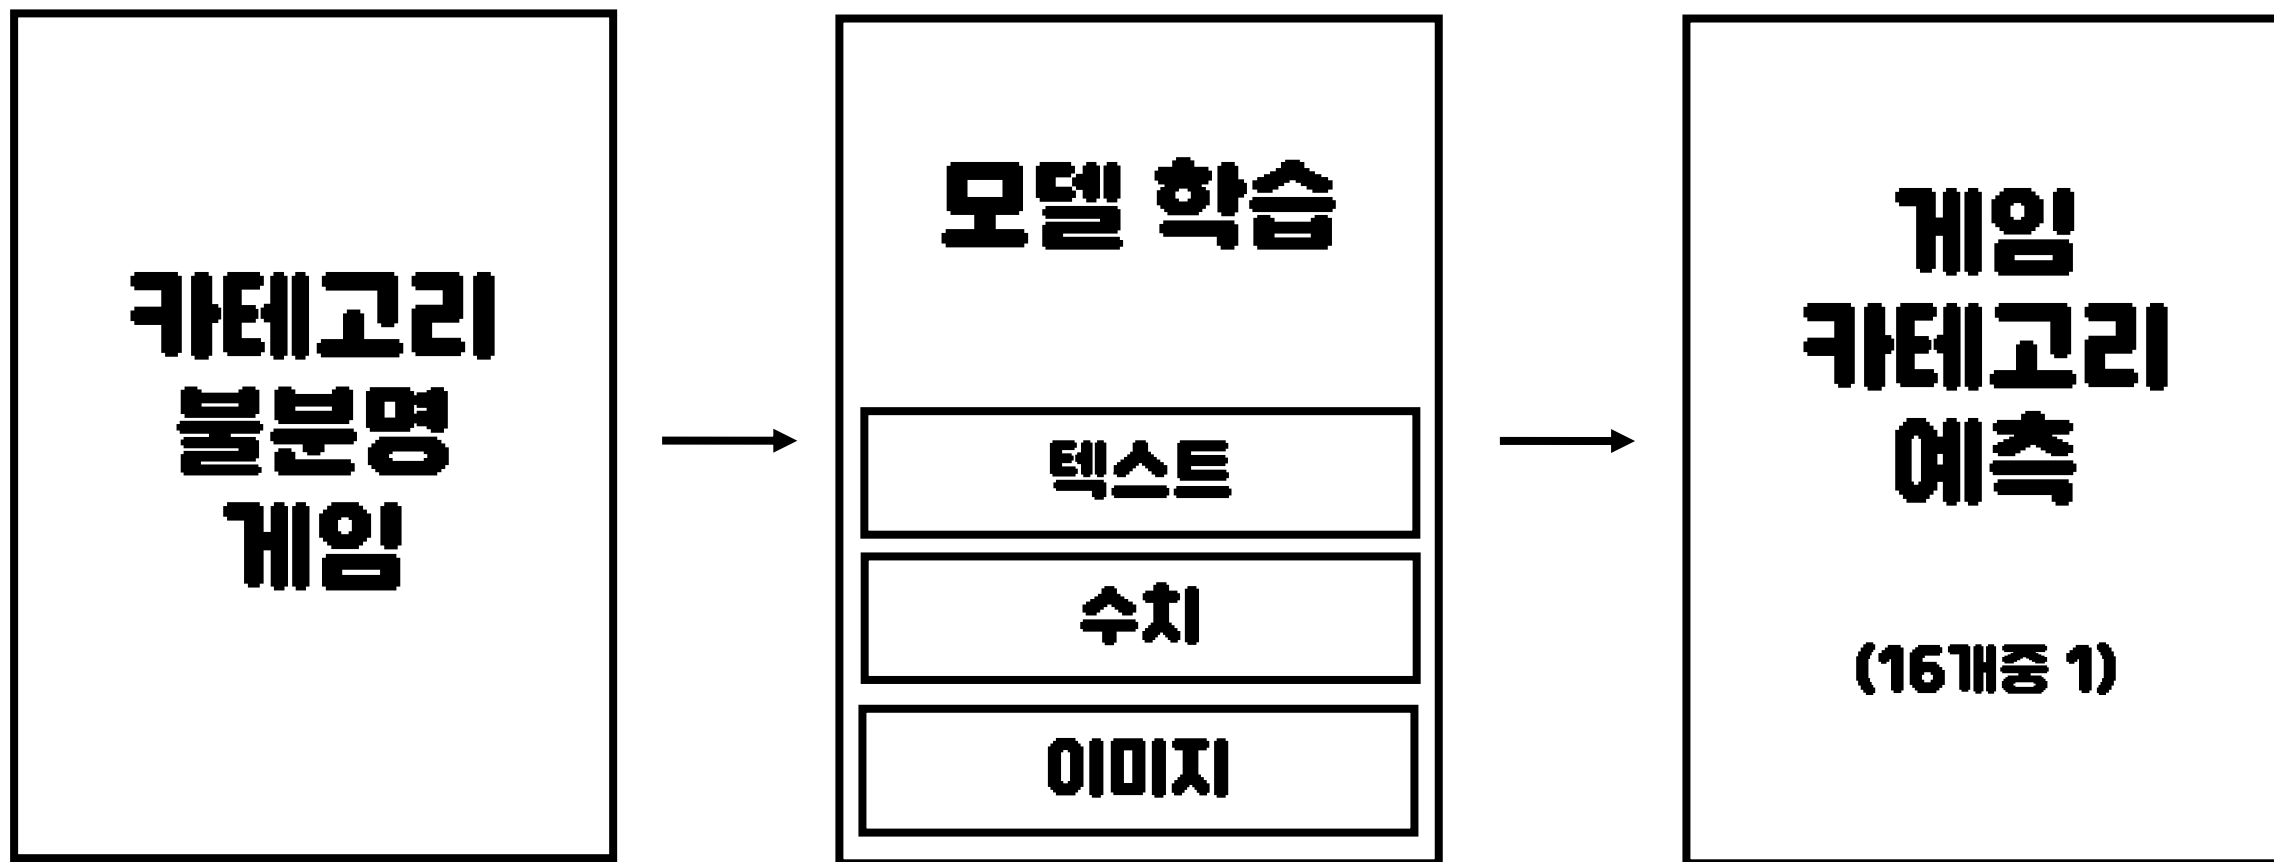 카테고리
불분명
게임
모델 학습
텍스트
수치
이미지
게임
카테고리
예측
(16개중 1)